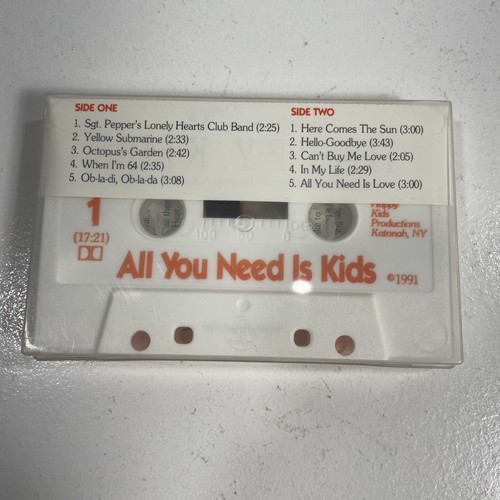 SIDE ONE
1. Sgt. Pepper's Lonely Hearts Club Band (2:25)
2. Yellow Submarine (2:33)
3. Octopus's Garden (2:42)
4. When I'm 64 (2:35)
5. Ob-la-di, Ob-la-da (3:08)
SIDE TWO
1. Here Comes The Sun (3:00)
2. Hello-Goodbye (3:43)
3. Can't Buy Me Love (2:05)
4. In My Life (2:29)
5. All You Need Is Love (3:00)
1
(17:21)
100 50 0
Happy
Kids
Productions
Katonah, NY
All You Need Is Kids
©1991